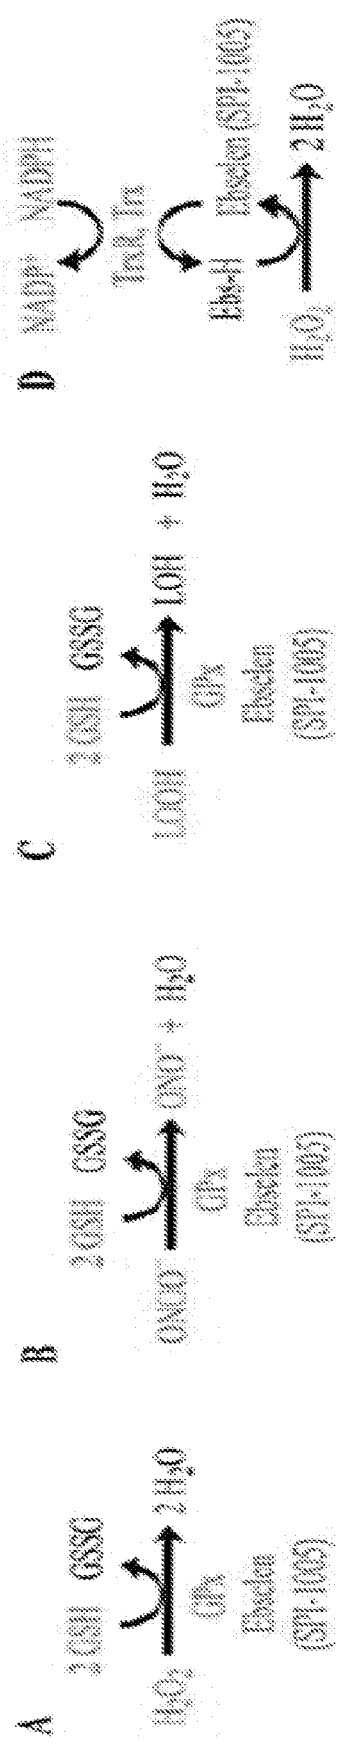 A
2 GSH GSSG
H₂O₂ 2 H₂O
GPx
Ebselen
(SPI-1005)
B
2 GSH GSSG
ONOO⁻ ONO⁻ + H₂O
GPx
Ebselen
(SPI-1005)
C
2 GSH GSSG
LOOH LOH + H₂O
GPx
Ebselen
(SPI-1005)
D
NADP⁺ NADPH
TrxR, Trx
Ebs-H Ebselen (SPI-1005)
H₂O₂ 2 H₂O